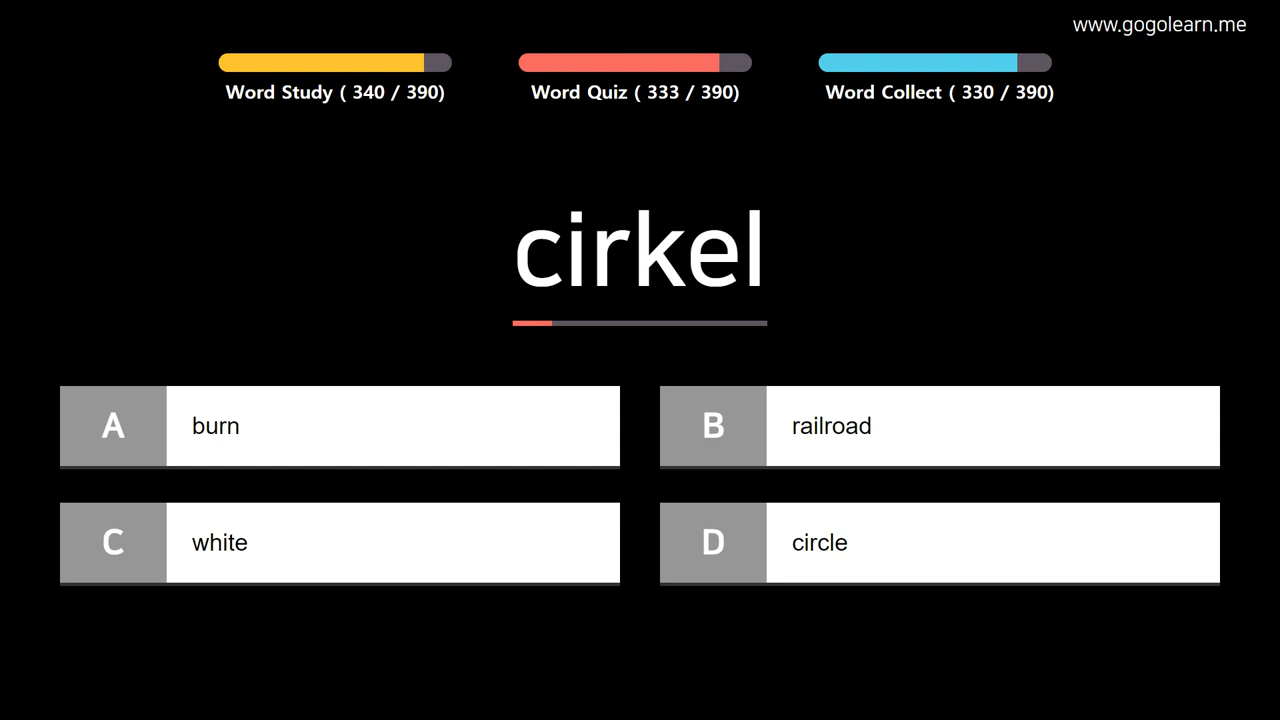 www.gogolearn.me
Word Study ( 340 / 390)
Word Quiz ( 333 / 390)
Word Collect ( 330 / 390)
cirkel
A burn
B railroad
C white
D circle